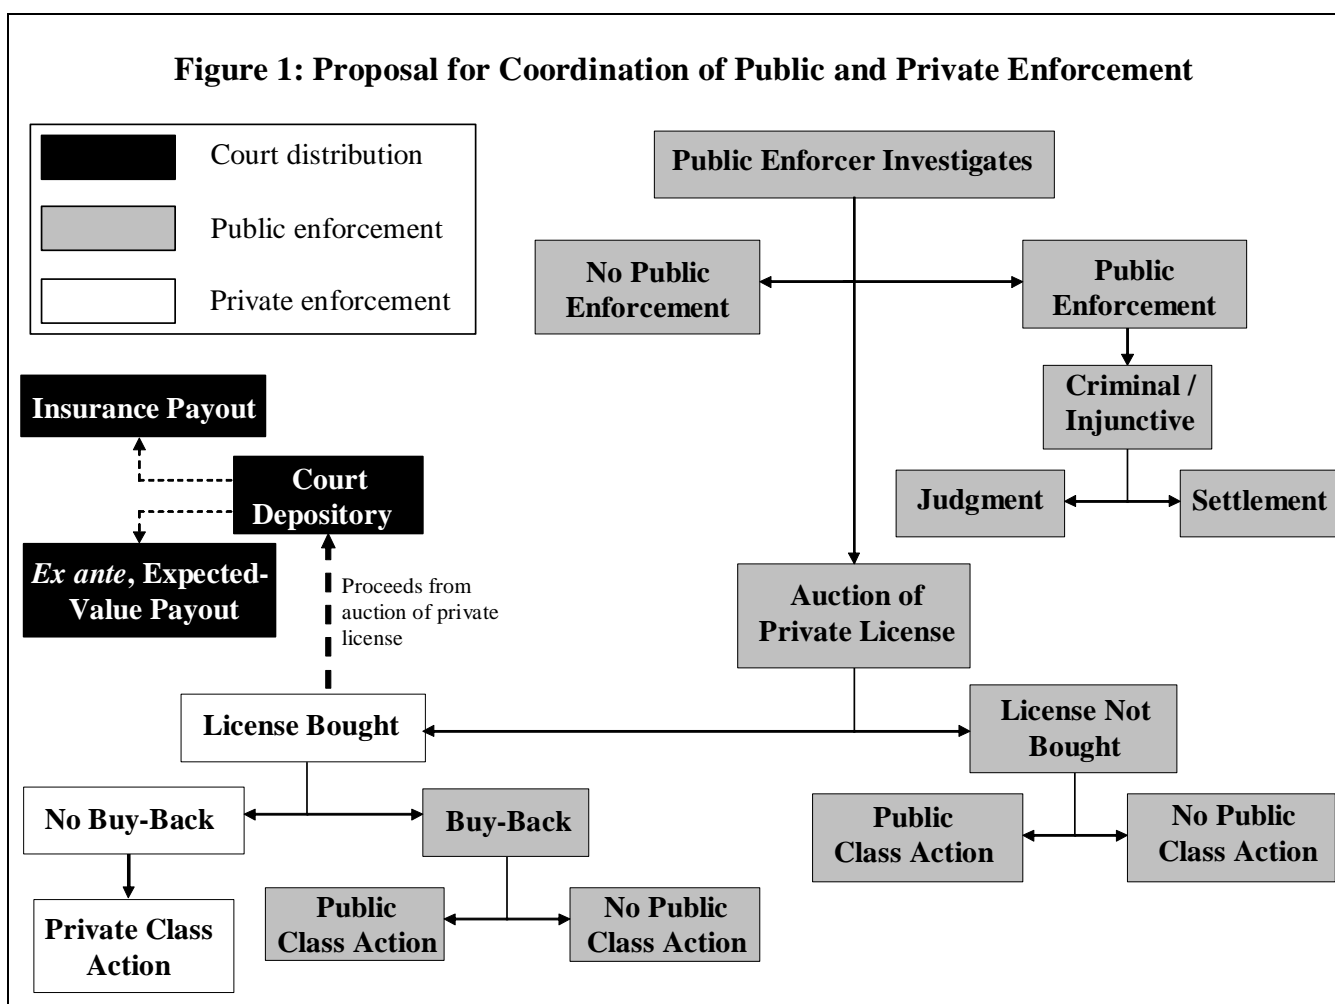 Figure 1: Proposal for Coordination of Public and Private Enforcement
Court distribution
Public enforcement
Private enforcement
Public Enforcer Investigates
No Public
Enforcement
Public
Enforcement
Criminal /
Injunctive
Judgment
Settlement
Insurance Payout
Court
Depository
Ex ante, Expected-
Value Payout
Proceeds from
auction of private
license
Auction of
Private License
License Bought
License Not
Bought
No Buy-Back
Buy-Back
Public
Class Action
No Public
Class Action
Private Class
Action
Public
Class Action
No Public
Class Action